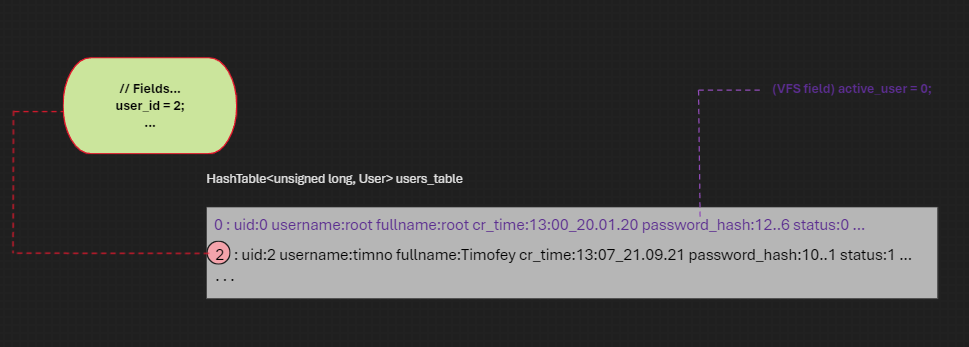 // Fields...
user_id = 2;
...
(VFS field) active_user = 0;
HashTable<unsigned long, User> users_table
0 : uid:0 username:root fullname:root cr_time:13:00_20.01.20 password_hash:12..6 status:0 ...
2 : uid:2 username:timno fullname:Timofey cr_time:13:07_21.09.21 password_hash:10..1 status:1 ...
...